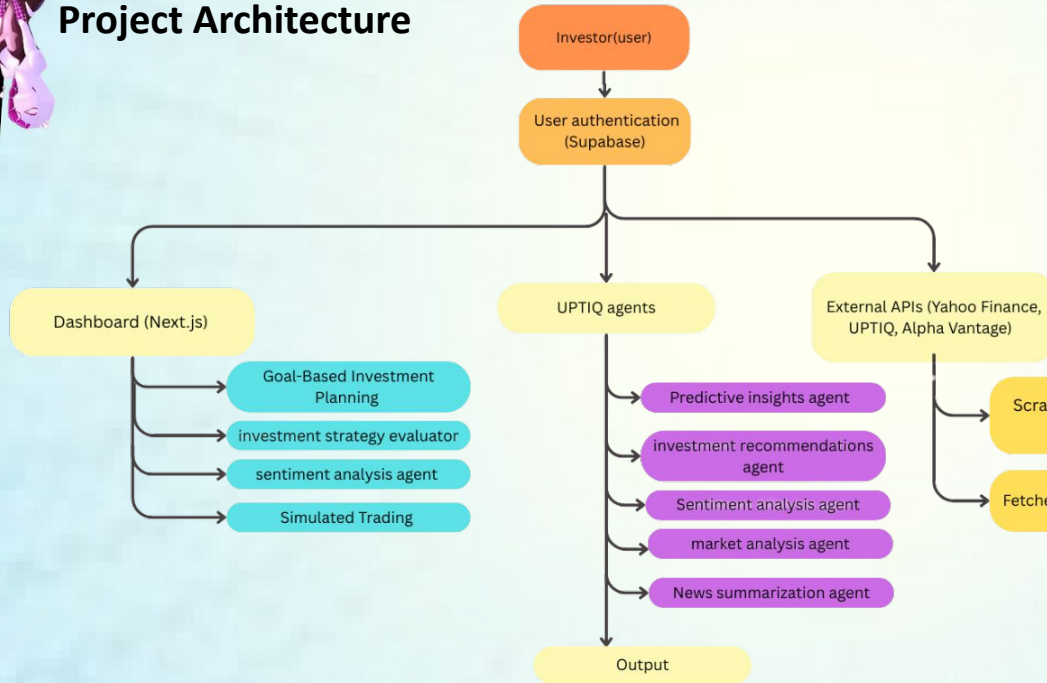 Project Architecture
Investor(user)
User authentication
(Supabase)
Dashboard (Next.js)
Goal-Based Investment
Planning
investment strategy evaluator
sentiment analysis agent
Simulated Trading
UPTIQ agents
Predictive insights agent
investment recommendations
agent
Sentiment analysis agent
market analysis agent
News summarization agent
Output
External APIs (Yahoo Finance,
UPTIQ, Alpha Vantage)